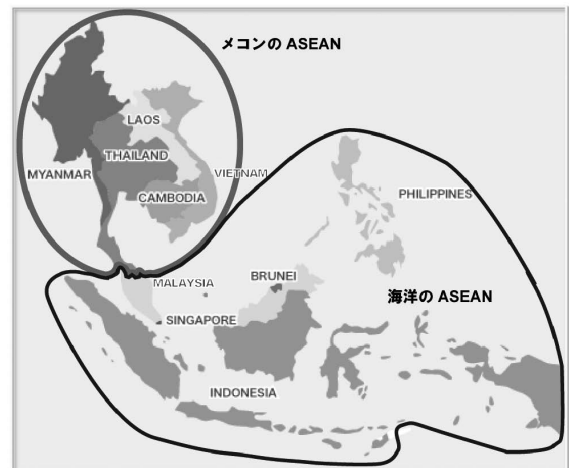 メコンの ASEAN
LAOS
THAILAND
MYANMAR
VIETNAM
CAMBODIA
PHILIPPINES
BRUNEI
MALAYSIA
海洋の ASEAN
SINGAPORE
INDONESIA